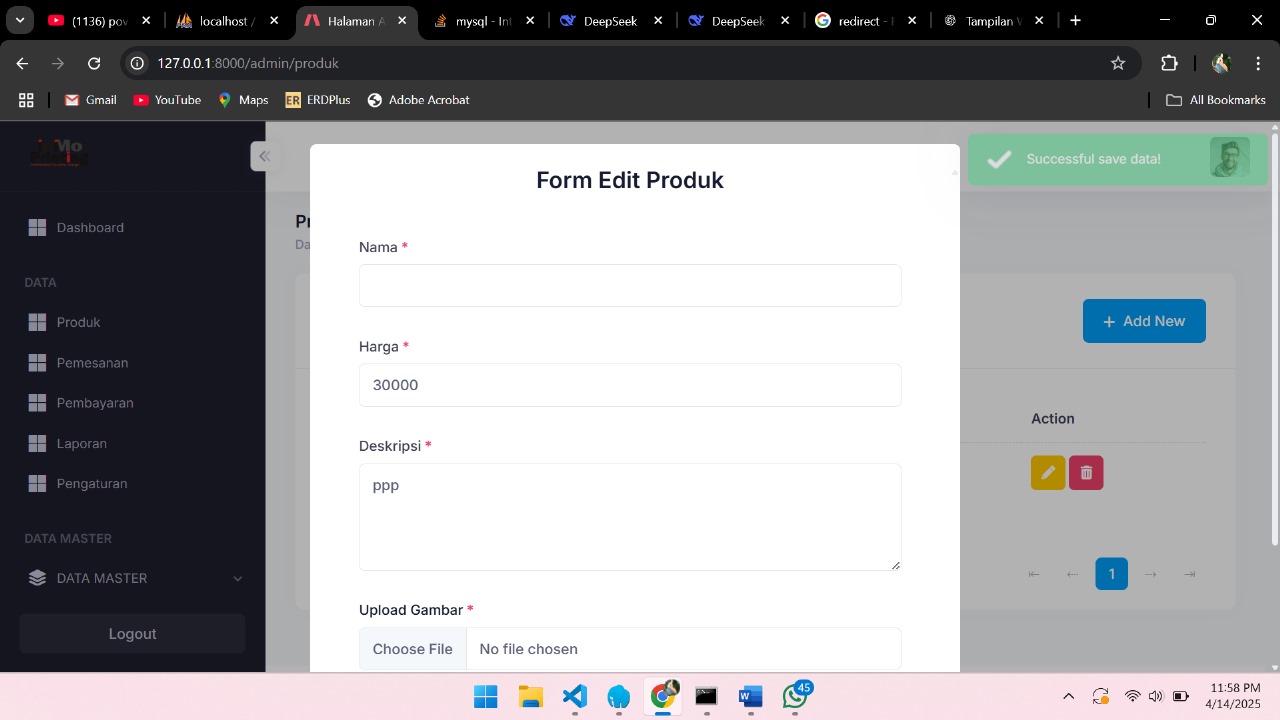 (1136) pov
localhost /
Halaman A
mysql - Int
DeepSeek
DeepSeek
redirect - l
Tampilan V
127.0.0.1:8000/admin/produk
Gmail
YouTube
Maps
ER
ERDPlus
Adobe Acrobat
All Bookmarks
Mo
Successful save data!
Form Edit Produk
Dashboard
Pr
Da
Nama *
DATA
Produk
Add New
Harga *
30000
Pemesanan
Pembayaran
Action
Deskripsi *
ppp
Laporan
Pengaturan
DATA MASTER
DATA MASTER
1
Upload Gambar *
Logout
Choose File
No file chosen
45
11:58 PM
4/14/2025